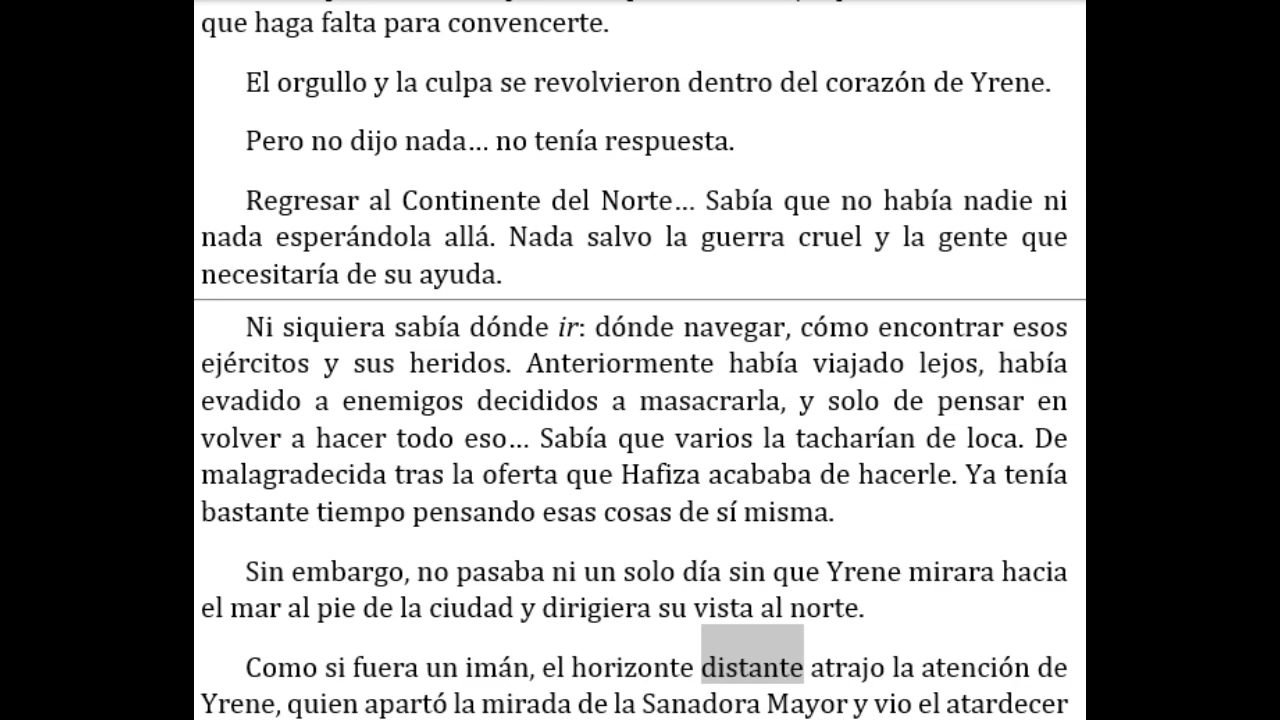 que haga falta para convencerte.
El orgullo y la culpa se revolvieron dentro del corazón de Yrene.
Pero no dijo nada... no tenía respuesta.
Regresar al Continente del Norte... Sabía que no había nadie ni
nada esperándola allá. Nada salvo la guerra cruel y la gente que
necesitaría de su ayuda.
Ni siquiera sabía dónde ir: dónde navegar, cómo encontrar esos
ejércitos y sus heridos. Anteriormente había viajado lejos, había
evadido a enemigos decididos a masacrarla, y solo de pensar en
volver a hacer todo eso... Sabía que varios la tacharían de loca. De
malagradecida tras la oferta que Hafiza acababa de hacerle. Ya tenía
bastante tiempo pensando esas cosas de sí misma.
Sin embargo, no pasaba ni un solo día sin que Yrene mirara hacia
el mar al pie de la ciudad y dirigiera su vista al norte.
Como si fuera un imán, el horizonte distante atrajo la atención de
Yrene, quien apartó la mirada de la Sanadora Mayor y vio el atardecer